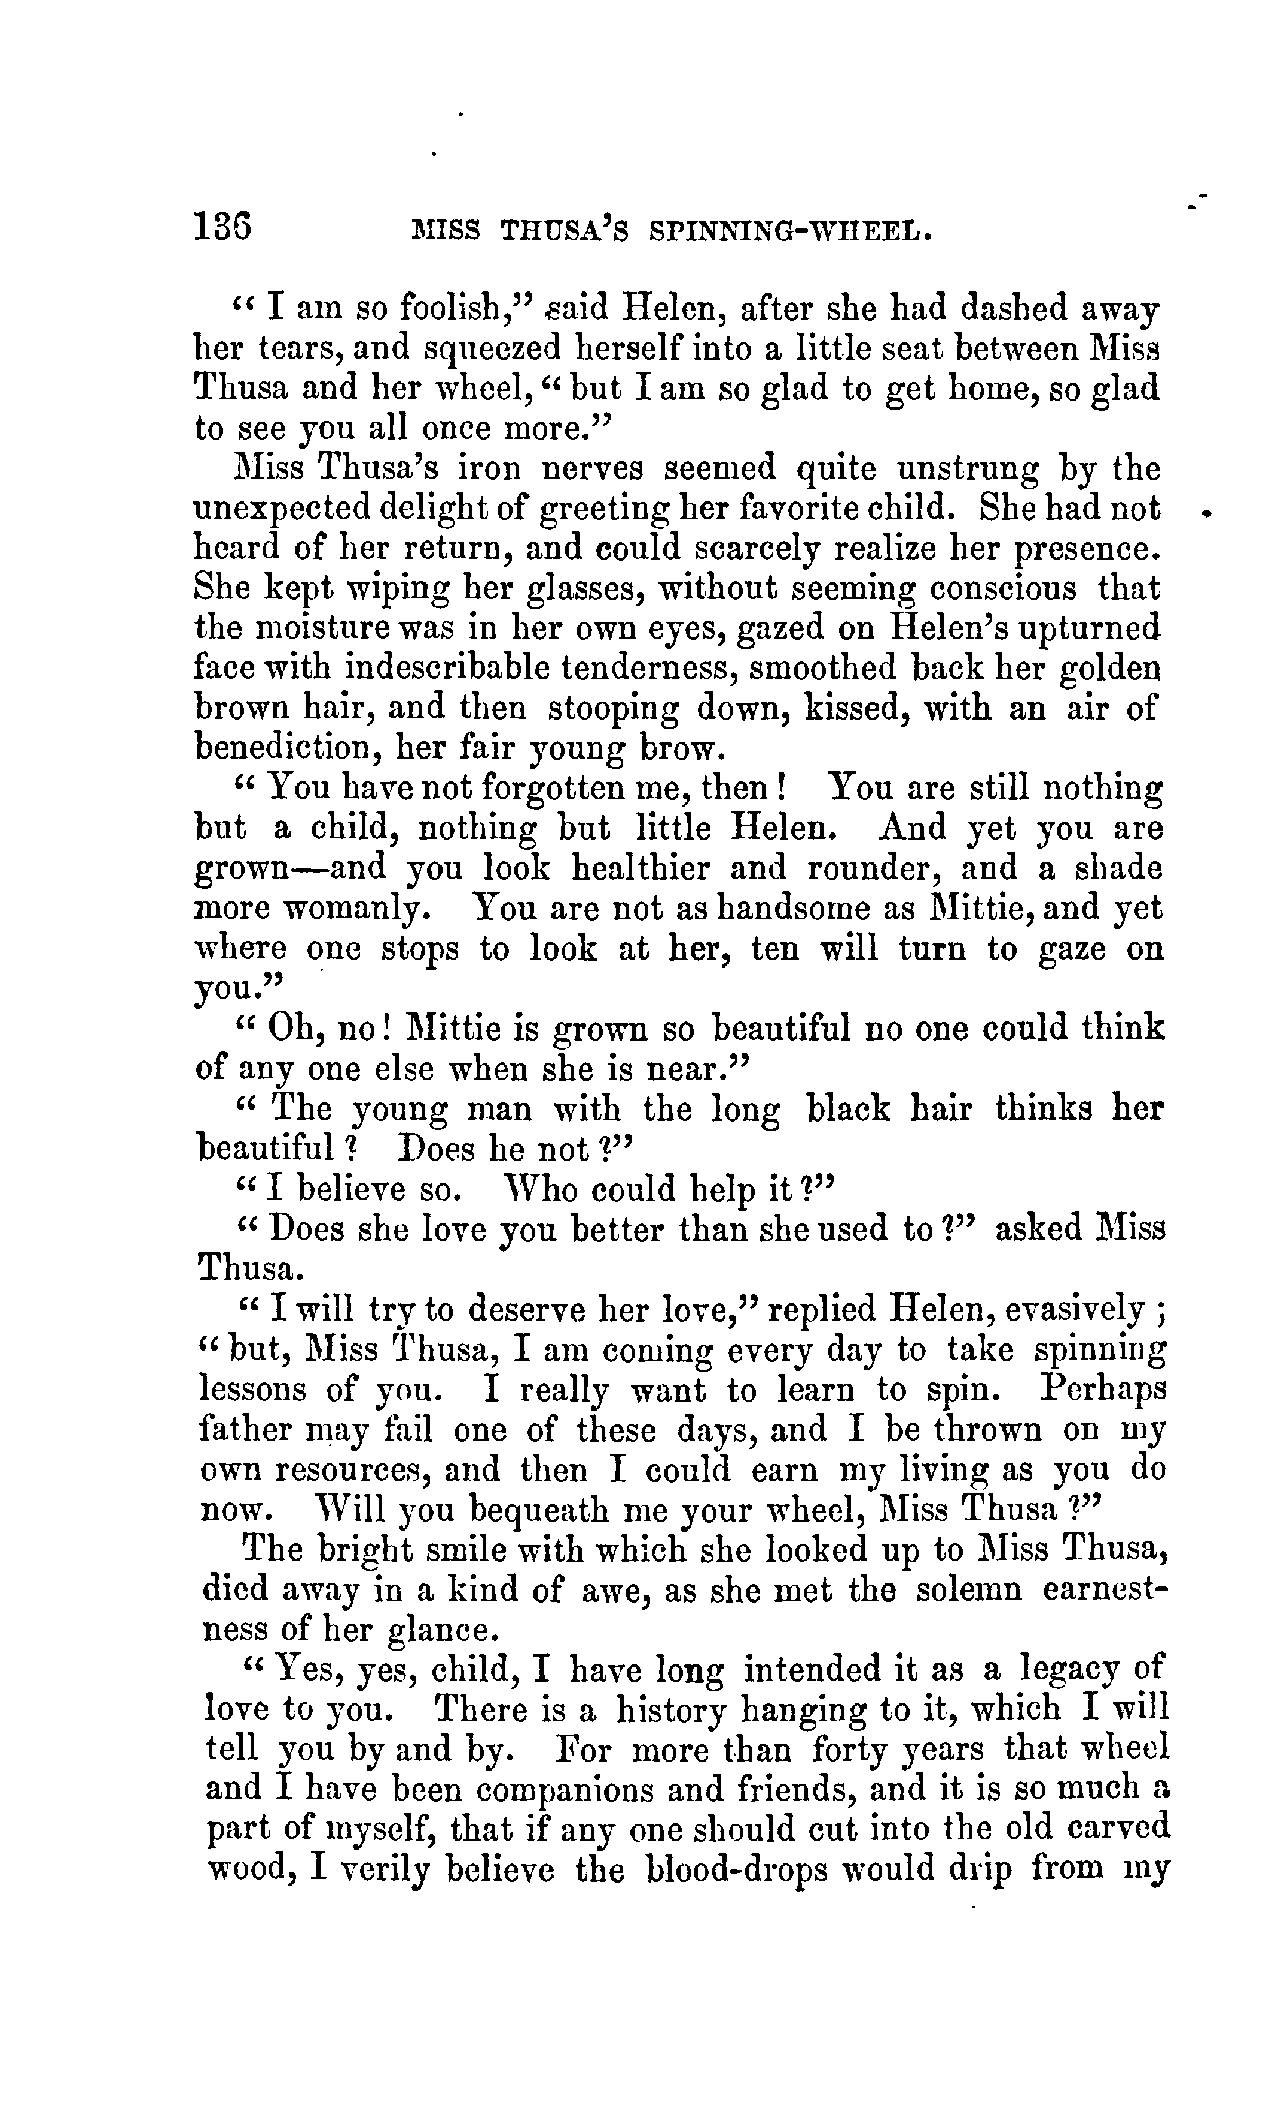 136 MISS THUSA'S SPINNING-WHEEL.
"I am so foolish," said Helen, after she had dashed away
her tears, and squeezed herself into a little seat between Miss
Thusa and her wheel, "but I am so glad to get home, so glad
to see you all once more."
Miss Thusa's iron nerves seemed quite unstrung by the
unexpected delight of greeting her favorite child. She had not
heard of her return, and could scarcely realize her presence.
She kept wiping her glasses, without seeming conscious that
the moisture was in her own eyes, gazed on Helen's upturned
face with indescribable tenderness, smoothed back her golden
brown hair, and then stooping down, kissed, with an air of
benediction, her fair young brow.
"You have not forgotten me, then! You are still nothing
but a child, nothing but little Helen. And yet you are
grown—and you look healthier and rounder, and a shade
more womanly. You are not as handsome as Mittie, and yet
where one stops to look at her, ten will turn to gaze on
you."
"Oh, no! Mittie is grown so beautiful no one could think
of any one else when she is near."
"The young man with the long black hair thinks her
beautiful? Does he not?"
"I believe so. Who could help it?"
"Does she love you better than she used to?" asked Miss
Thusa.
"I will try to deserve her love," replied Helen, evasively;
"but, Miss Thusa, I am coming every day to take spinning
lessons of you. I really want to learn to spin. Perhaps
father may fail one of these days, and I be thrown on my
own resources, and then I could earn my living as you do
now. Will you bequeath me your wheel, Miss Thusa?"
The bright smile with which she looked up to Miss Thusa,
died away in a kind of awe, as she met the solemn earnest-
ness of her glance.
"Yes, yes, child, I have long intended it as a legacy of
love to you. There is a history hanging to it, which I will
tell you by and by. For more than forty years that wheel
and I have been companions and friends, and it is so much a
part of myself, that if any one should cut into the old carved
wood, I verily believe the blood-drops would drip from my